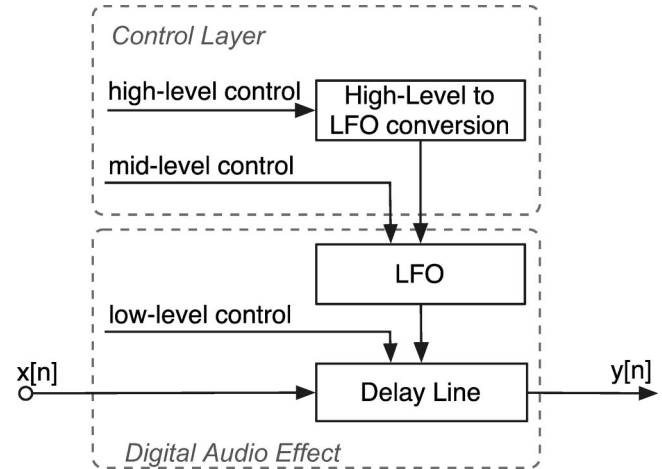 Control Layer
high-level control
High-Level to
LFO conversion
mid-level control
LFO
low-level control
x[n]
Delay Line
y[n]
Digital Audio Effect